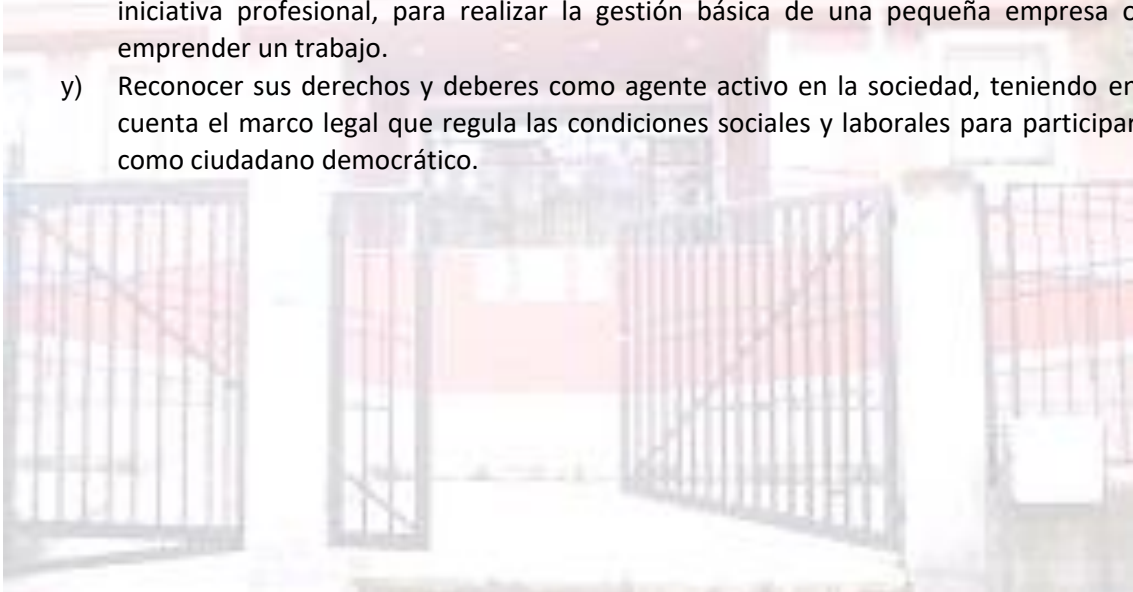 iniciativa profesional, para realizar la gestión básica de una pequeña empresa o
emprender un trabajo.
y) Reconocer sus derechos y deberes como agente activo en la sociedad, teniendo en
cuenta el marco legal que regula las condiciones sociales y laborales para participar
como ciudadano democrático.